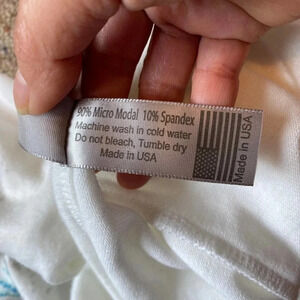 90% Micro Modal 10% Spandex
Machine wash in cold water
Do not bleach, Tumble dry
Made in USA
Made in USA